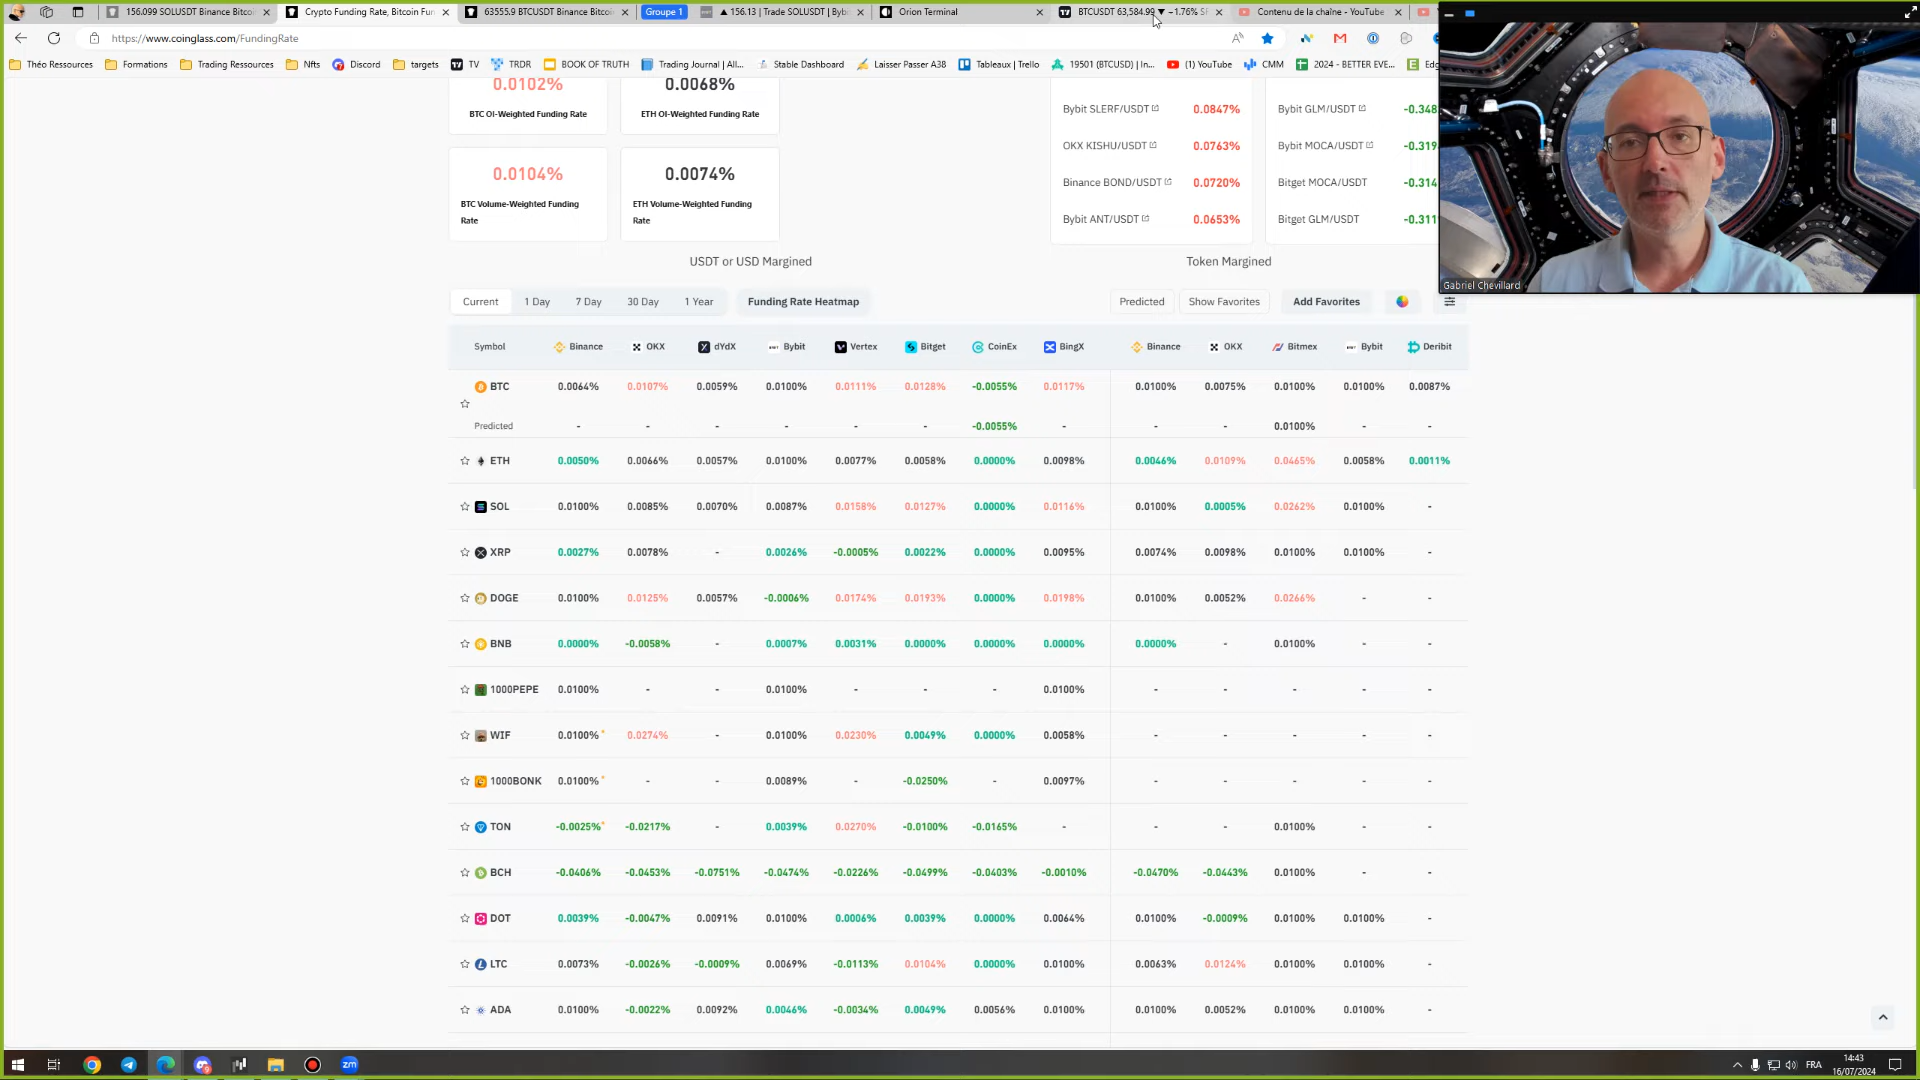 156.099 SOLUSDT Binance Bitcoi
Crypto Funding Rate, Bitcoin Fun
63555.9 BTCUSDT Binance Bitcoi
Groupe 1
▲ 156.13 | Trade SOLUSDT | Byb
Orion Terminal
BTCUSDT 63,584.99 ▼ −1.76% S
Contenu de la chaîne - YouTube
https://www.coinglass.com/FundingRate
Théo Ressources
Formations
Trading Ressources
Nfts
Discord
targets
TV
TRDR
BOOK OF TRUTH
Trading Journal | All...
Stable Dashboard
Laisser Passer A38
Tableaux | Trello
19501 (BTCUSD) | In...
(1) YouTube
CMM
2024 - BETTER EVE...
Edg
0.0102%
BTC OI-Weighted Funding Rate
0.0068%
ETH OI-Weighted Funding Rate
0.0104%
BTC Volume-Weighted Funding
Rate
0.0074%
ETH Volume-Weighted Funding
Rate
Bybit SLERF/USDT 0.0847%
OKX KISHU/USDT 0.0763%
Binance BOND/USDT 0.0720%
Bybit ANT/USDT 0.0653%
Bybit GLM/USDT -0.348
Bybit MOCA/USDT -0.319
Bitget MOCA/USDT -0.314
Bitget GLM/USDT -0.311
Gabriel Chevillard
USDT or USD Margined
Token Margined
Current 1 Day 7 Day 30 Day 1 Year Funding Rate Heatmap Predicted Show Favorites Add Favorites
Symbol Binance OKX dYdX Bybit Vertex Bitget CoinEx BingX Binance OKX Bitmex Bybit Deribit
BTC 0.0064% 0.0107% 0.0059% 0.0100% 0.0111% 0.0128% -0.0055% 0.0117% 0.0100% 0.0075% 0.0100% 0.0100% 0.0087%
Predicted - - - - - - -0.0055% - - - 0.0100% - -
ETH 0.0050% 0.0066% 0.0057% 0.0100% 0.0077% 0.0058% 0.0000% 0.0098% 0.0046% 0.0109% 0.0465% 0.0058% 0.0011%
SOL 0.0100% 0.0085% 0.0070% 0.0087% 0.0158% 0.0127% 0.0000% 0.0116% 0.0100% 0.0005% 0.0262% 0.0100% -
XRP 0.0027% 0.0078% - 0.0026% -0.0005% 0.0022% 0.0000% 0.0095% 0.0074% 0.0098% 0.0100% 0.0100% -
DOGE 0.0100% 0.0125% 0.0057% -0.0006% 0.0174% 0.0193% 0.0000% 0.0198% 0.0100% 0.0052% 0.0266% - -
BNB 0.0000% -0.0058% - 0.0007% 0.0031% 0.0000% 0.0000% 0.0000% 0.0000% - 0.0100% - -
1000PEPE 0.0100% - - 0.0100% - - - 0.0100% - - - - -
WIF 0.0100%* 0.0274% - 0.0100% 0.0230% 0.0049% 0.0000% 0.0058% - - - - -
1000BONK 0.0100%* - - 0.0089% - -0.0250% - 0.0097% - - - - -
TON -0.0025%* -0.0217% - 0.0039% 0.0270% -0.0100% -0.0165% - - - 0.0100% - -
BCH -0.0406% -0.0453% -0.0751% -0.0474% -0.0226% -0.0499% -0.0403% -0.0010% -0.0470% -0.0443% 0.0100% - -
DOT 0.0039% -0.0047% 0.0091% 0.0100% 0.0006% 0.0039% 0.0000% 0.0064% 0.0100% -0.0009% 0.0100% 0.0100% -
LTC 0.0073% -0.0026% -0.0009% 0.0069% -0.0113% 0.0104% 0.0000% 0.0100% 0.0063% 0.0124% 0.0100% 0.0100% -
ADA 0.0100% -0.0022% 0.0092% 0.0046% -0.0034% 0.0049% 0.0056% 0.0100% 0.0100% 0.0052% 0.0100% 0.0100% -
zm
FRA
14:43
16/07/2024